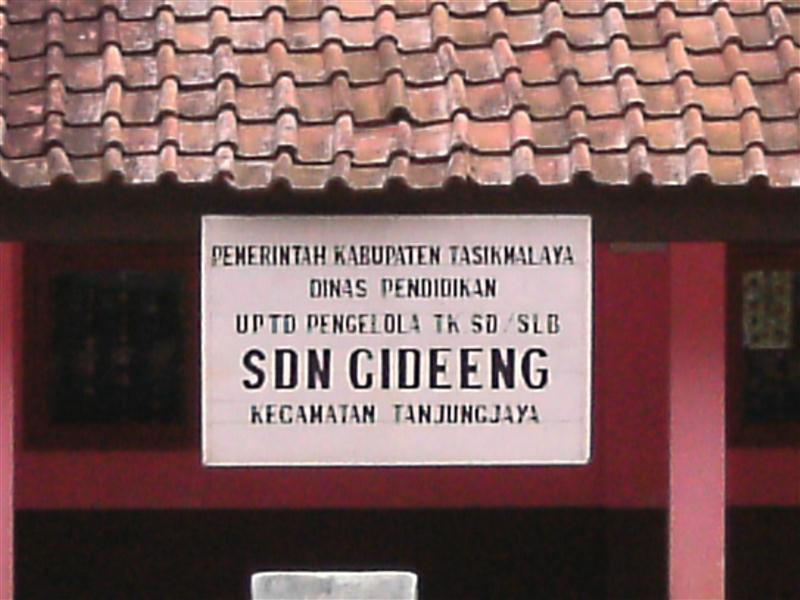 PEMERINTAH KABUPATEN TASIKMALAYA
DINAS PENDIDIKAN
UPTD PENGELOLA TK SD/SLB
SDN CIDEENG
KECAMATAN TANJUNGJAYA